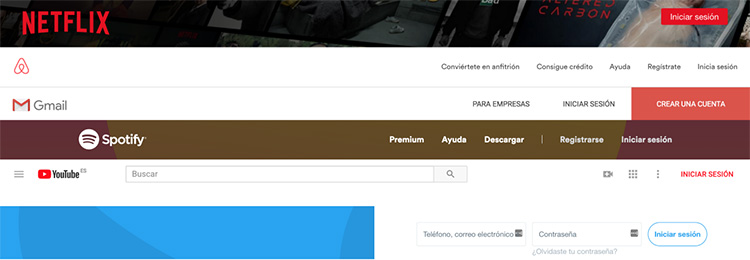 NETFLIX
ALTERED
CARBON
Iniciar sesión
Conviértete en anfitrión Consigue crédito Ayuda Regístrate Inicia sesión
Gmail PARA EMPRESAS INICIAR SESIÓN CREAR UNA CUENTA
Spotify Premium Ayuda Descargar | Registrarse Iniciar sesión
YouTube ES Buscar INICIAR SESIÓN
Teléfono, correo electrónico Contraseña Iniciar sesión
¿Olvidaste tu contraseña?